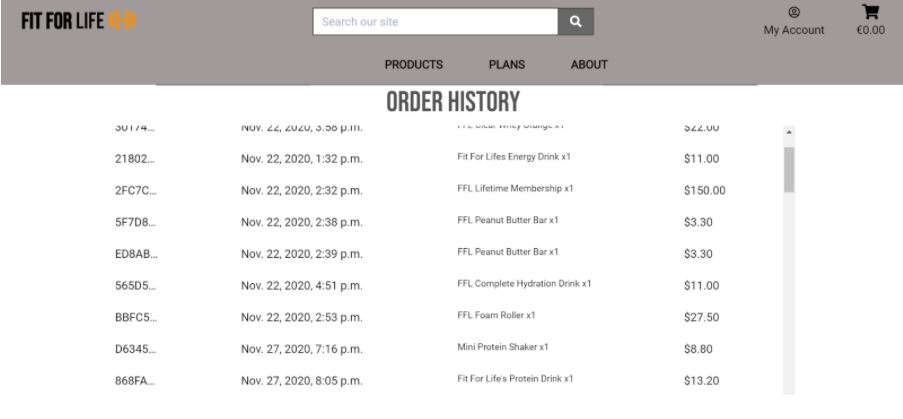 FIT FOR LIFE
Search our site
My Account
€0.00
PRODUCTS PLANS ABOUT
ORDER HISTORY
30174... Nov. 22, 2020, 3:58 p.m. FFL Clear Whey Orange x1 $22.00
21802... Nov. 22, 2020, 1:32 p.m. Fit For Lifes Energy Drink x1 $11.00
2FC7C... Nov. 22, 2020, 2:32 p.m. FFL Lifetime Membership x1 $150.00
5F7D8... Nov. 22, 2020, 2:38 p.m. FFL Peanut Butter Bar x1 $3.30
ED8AB... Nov. 22, 2020, 2:39 p.m. FFL Peanut Butter Bar x1 $3.30
565D5... Nov. 22, 2020, 4:51 p.m. FFL Complete Hydration Drink x1 $11.00
BBFC5... Nov. 22, 2020, 2:53 p.m. FFL Foam Roller x1 $27.50
D6345... Nov. 27, 2020, 7:16 p.m. Mini Protein Shaker x1 $8.80
868FA... Nov. 27, 2020, 8:05 p.m. Fit For Life's Protein Drink x1 $13.20